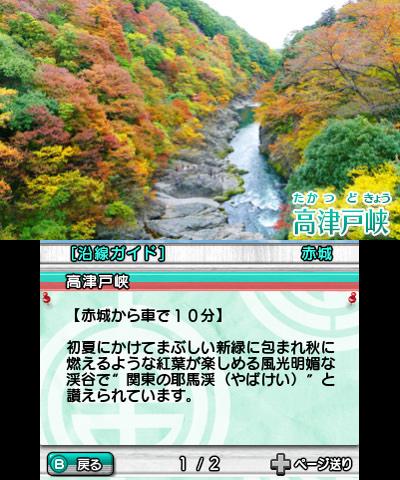 たかつどきょう
高津戸峡
[沿線ガイド] 赤城
高津戸峡
【赤城から車で１０分】
初夏にかけてまぶしい新緑に包まれ秋に
燃えるような紅葉が楽しめる風光明媚な
渓谷で“関東の耶馬渓（やばけい）”と
讃えられています。
B 戻る 1/2 ページ送り